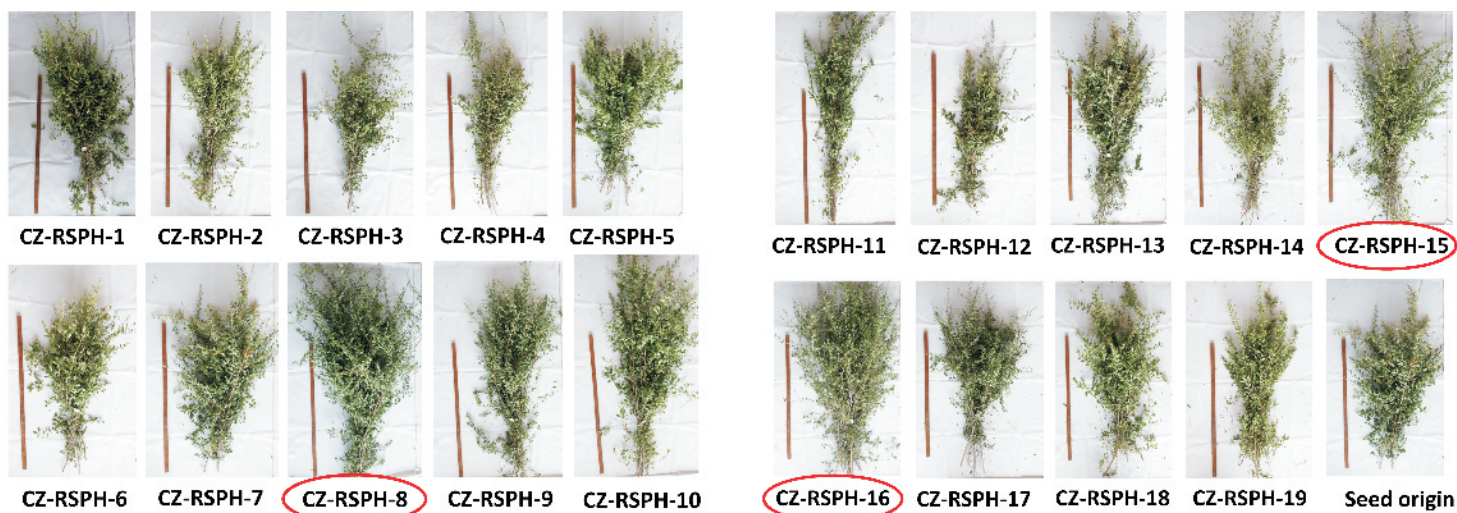 CZ-RSPH-1 CZ-RSPH-2 CZ-RSPH-3 CZ-RSPH-4 CZ-RSPH-5
CZ-RSPH-6 CZ-RSPH-7 CZ-RSPH-8 CZ-RSPH-9 CZ-RSPH-10
CZ-RSPH-11 CZ-RSPH-12 CZ-RSPH-13 CZ-RSPH-14 CZ-RSPH-15
CZ-RSPH-16 CZ-RSPH-17 CZ-RSPH-18 CZ-RSPH-19 Seed origin